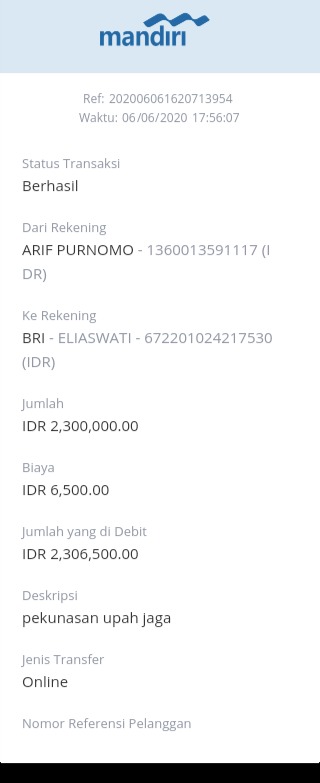 mandiri
Ref: 202006061620713954
Waktu: 06/06/2020 17:56:07
Status Transaksi
Berhasil
Dari Rekening
ARIF PURNOMO - 1360013591117 (I
DR)
Ke Rekening
BRI - ELIASWATI - 672201024217530
(IDR)
Jumlah
IDR 2,300,000.00
Biaya
IDR 6,500.00
Jumlah yang di Debit
IDR 2,306,500.00
Deskripsi
pekunasan upah jaga
Jenis Transfer
Online
Nomor Referensi Pelanggan